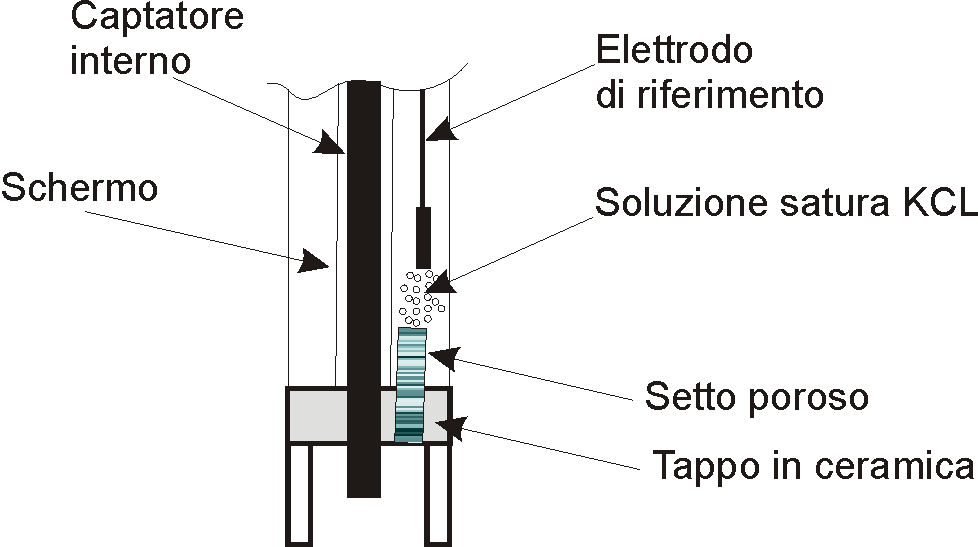 Captatore
interno
Elettrodo
di riferimento
Schermo
Soluzione satura KCL
Setto poroso
Tappo in ceramica